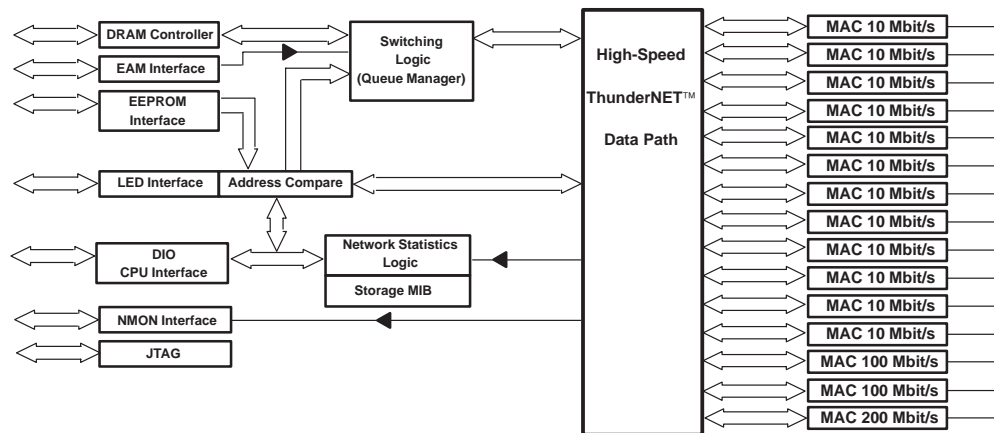 DRAM Controller
EAM Interface
EEPROM
Interface
LED Interface
Address Compare
DIO
CPU Interface
NMON Interface
JTAG
Switching
Logic
(Queue Manager)
Network Statistics
Logic
Storage MIB
High-Speed
ThunderNET™
Data Path
MAC 10 Mbit/s
MAC 10 Mbit/s
MAC 10 Mbit/s
MAC 10 Mbit/s
MAC 10 Mbit/s
MAC 10 Mbit/s
MAC 10 Mbit/s
MAC 10 Mbit/s
MAC 10 Mbit/s
MAC 10 Mbit/s
MAC 10 Mbit/s
MAC 10 Mbit/s
MAC 100 Mbit/s
MAC 100 Mbit/s
MAC 200 Mbit/s